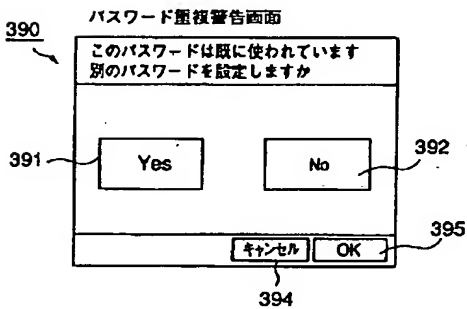 パスワード重複警告画面
390
このパスワードは既に使われています
別のパスワードを設定しますか
391
Yes
No
392
キャンセル
OK
395
394